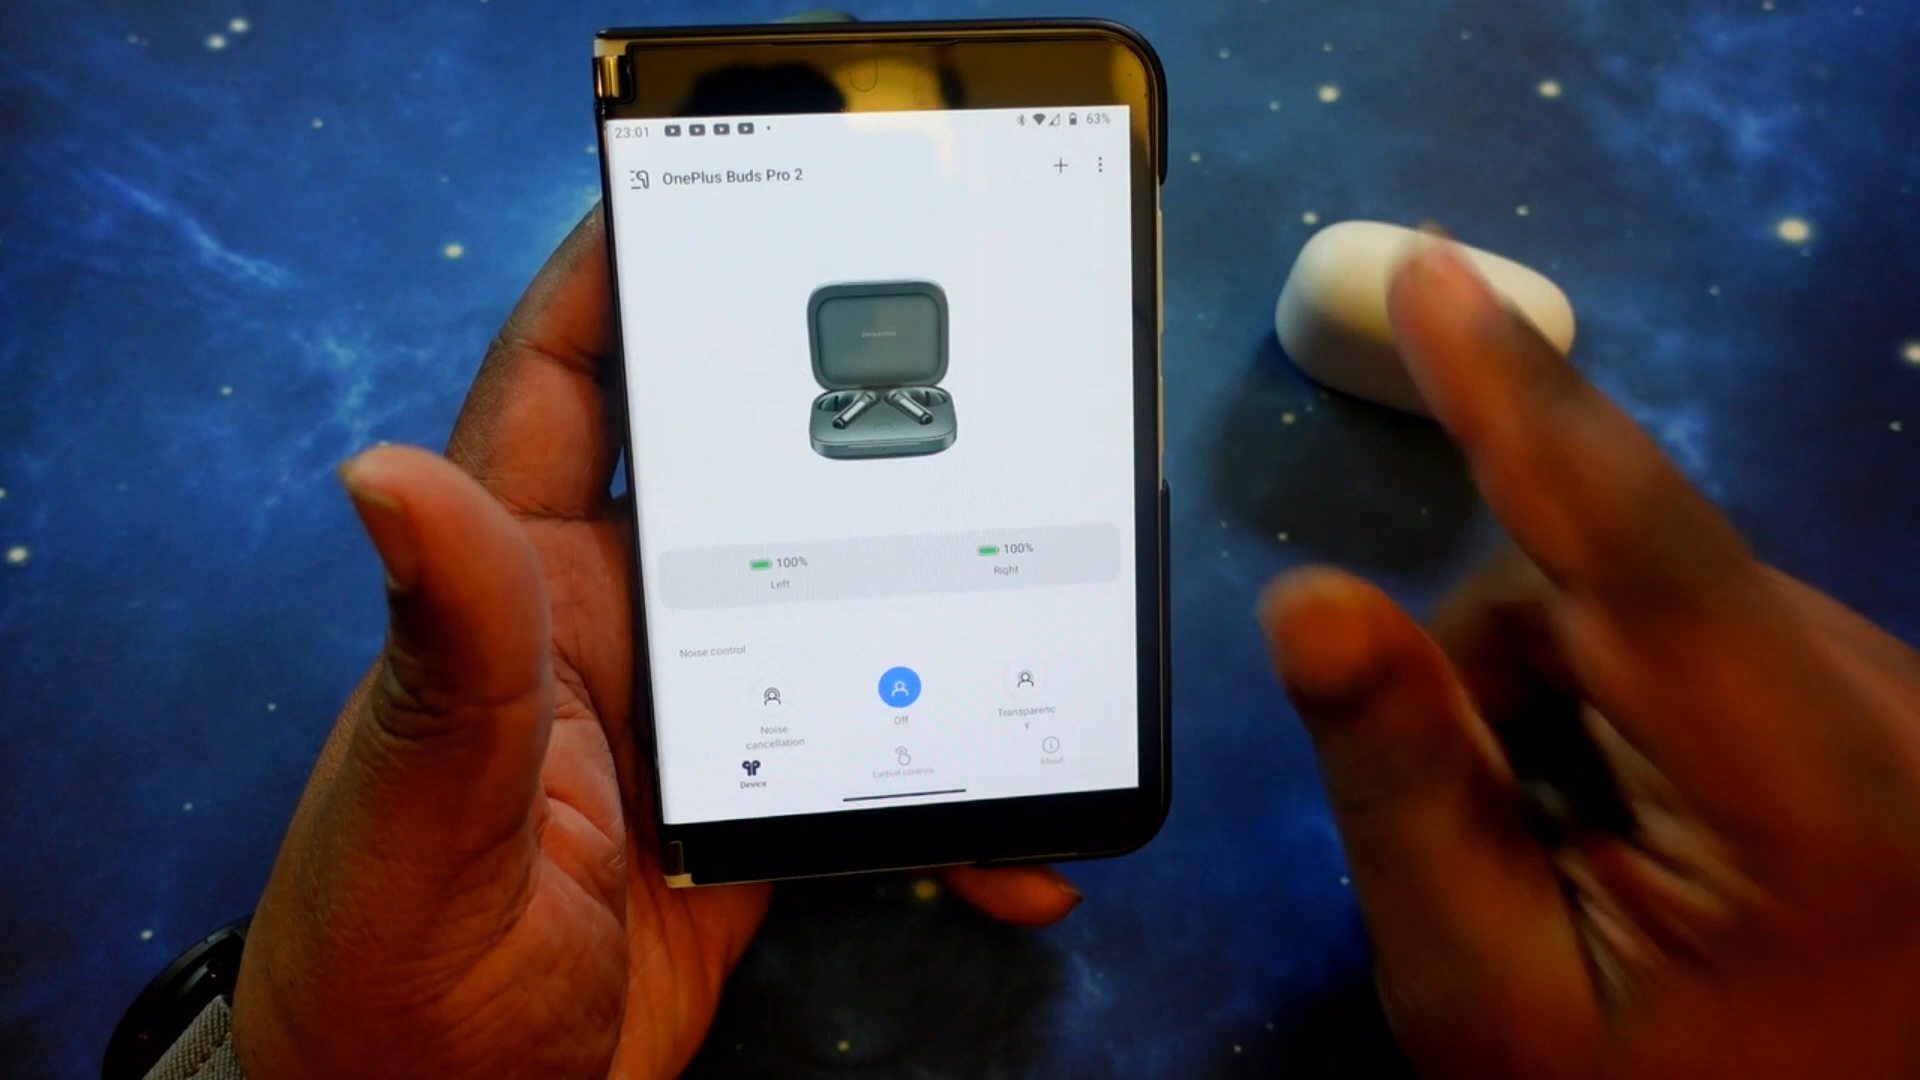 23:01
63%
OnePlus Buds Pro 2
100%
Left
100%
Right
Noise control
Noise
cancellation
Off
Transparenc
y
Device
Earbud controls
About